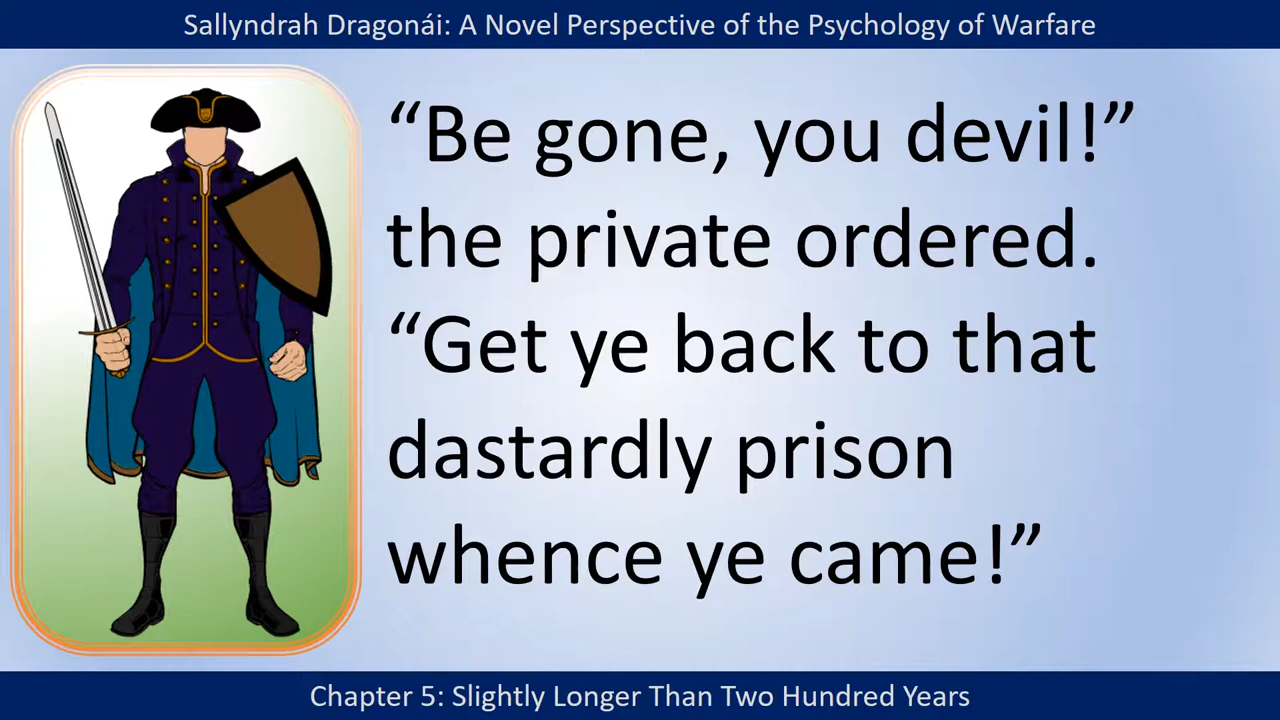 Sallyndrah Dragonái: A Novel Perspective of the Psychology of Warfare
“Be gone, you devil!”
the private ordered.
“Get ye back to that
dastardly prison
whence ye came!”
Chapter 5: Slightly Longer Than Two Hundred Years